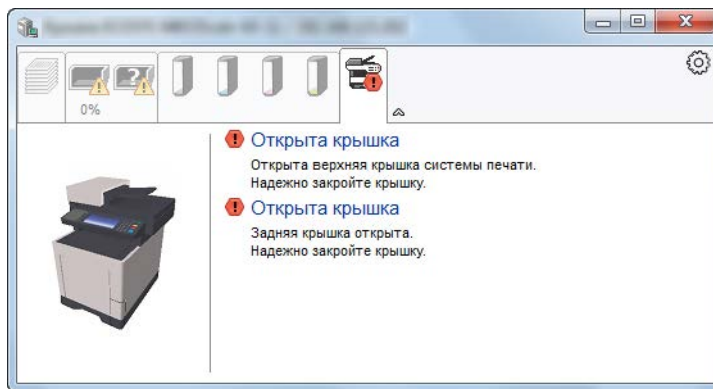 ?
0%
Открыта крышка
Открыта верхняя крышка системы печати.
Надежно закройте крышку.
Открыта крышка
Задняя крышка открыта.
Надежно закройте крышку.